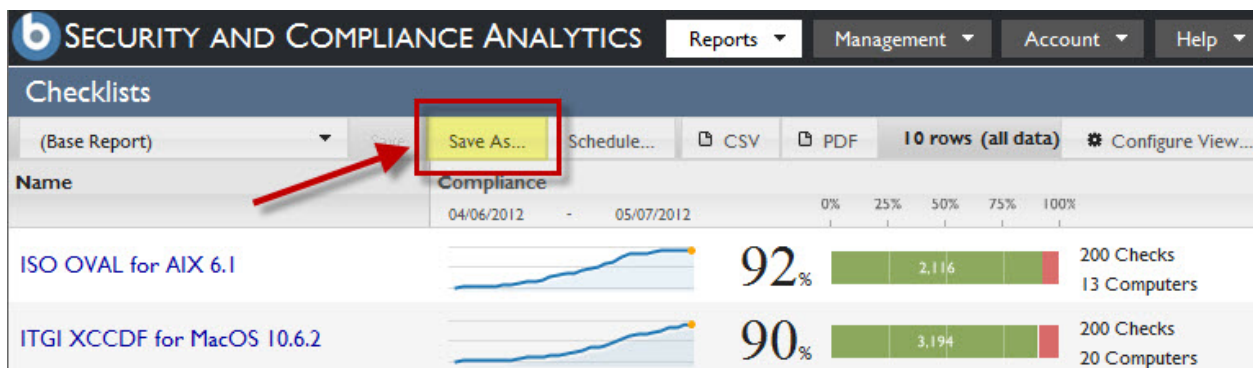 b SECURITY AND COMPLIANCE ANALYTICS Reports Management Account Help
Checklists
(Base Report) Save Save As... Schedule... CSV PDF 10 rows (all data) Configure View...
Name Compliance
04/06/2012 - 05/07/2012 0% 25% 50% 75% 100%
ISO OVAL for AIX 6.1 92% 2,116 200 Checks
13 Computers
ITGI XCCDF for MacOS 10.6.2 90% 3,194 200 Checks
20 Computers